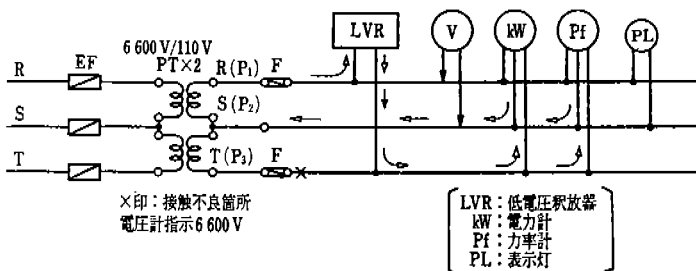 6 600 V/110 V
PT×2
EF
R
S
T
R(P₁)
F
S(P₂)
T(P₃)
F
LVR
V
kW
Pf
PL
×印：接触不良箇所
電圧計指示6 600 V
LVR：低電圧釈放器
kW：電力計
Pf：力率計
PL：表示灯